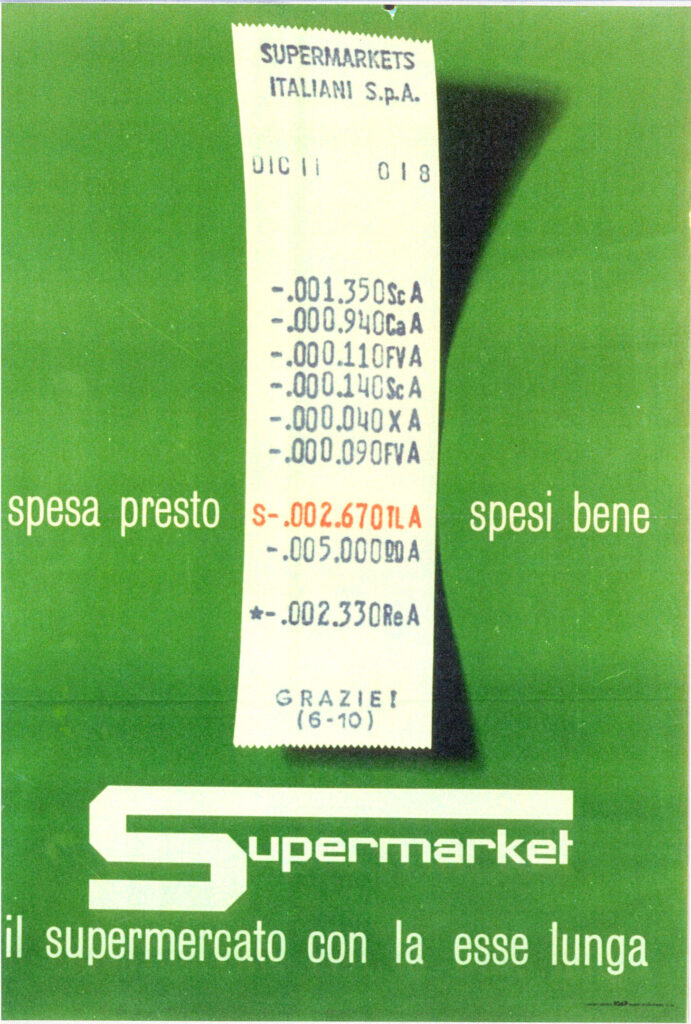 SUPERMARKETS
ITALIANI S.p.A.
DIC 11 018
-.001.350ScA
-.000.940CaA
-.000.110FVA
-.000.140ScA
-.000.040XA
-.000.090FVA
spesa presto S-.002.670TLA spesi bene
-.005.000DDA
*-.002.330ReA
GRAZIE!
(6-10)
Supermarket
il supermercato con la esse lunga